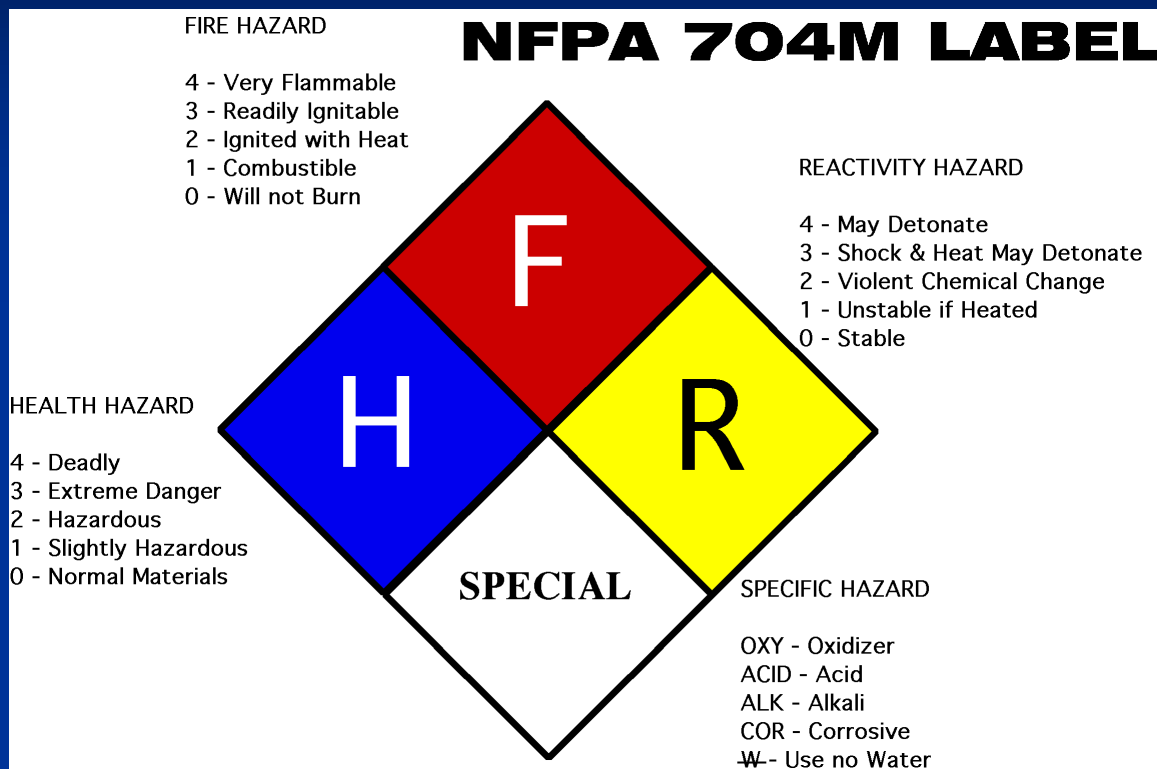 NFPA 704M LABEL
FIRE HAZARD
4 - Very Flammable
3 - Readily Ignitable
2 - Ignited with Heat
1 - Combustible
0 - Will not Burn
REACTIVITY HAZARD
4 - May Detonate
3 - Shock & Heat May Detonate
2 - Violent Chemical Change
1 - Unstable if Heated
0 - Stable
F
H
R
HEALTH HAZARD
4 - Deadly
3 - Extreme Danger
2 - Hazardous
1 - Slightly Hazardous
0 - Normal Materials
SPECIAL
SPECIFIC HAZARD
OXY - Oxidizer
ACID - Acid
ALK - Alkali
COR - Corrosive
W - Use no Water